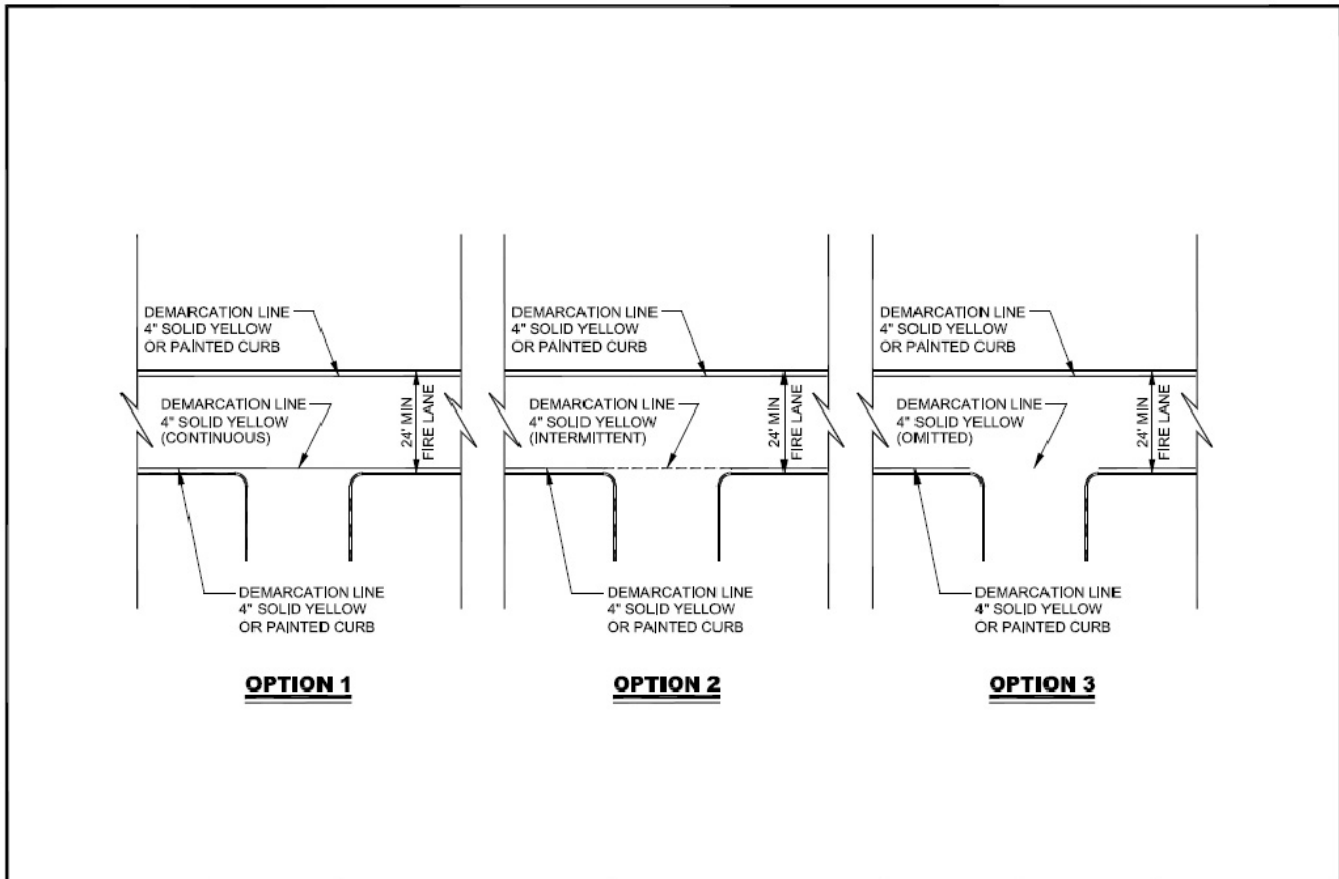 DEMARCATION LINE
4" SOLID YELLOW
OR PAINTED CURB
DEMARCATION LINE
4" SOLID YELLOW
(CONTINUOUS)
24' MIN
FIRE LANE
DEMARCATION LINE
4" SOLID YELLOW
OR PAINTED CURB
OPTION 1
DEMARCATION LINE
4" SOLID YELLOW
OR PAINTED CURB
DEMARCATION LINE
4" SOLID YELLOW
(INTERMITTENT)
24' MIN
FIRE LANE
DEMARCATION LINE
4" SOLID YELLOW
OR PAINTED CURB
OPTION 2
DEMARCATION LINE
4" SOLID YELLOW
OR PAINTED CURB
DEMARCATION LINE
4" SOLID YELLOW
(OMITTED)
24' MIN
FIRE LANE
DEMARCATION LINE
4" SOLID YELLOW
OR PAINTED CURB
OPTION 3